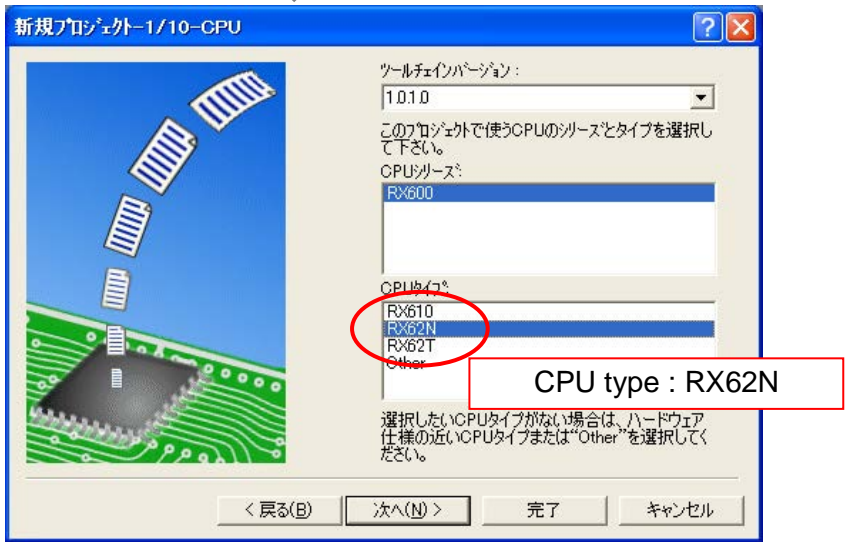 新規プロジェクト-1/10-CPU
ツールチェインバージョン :
1.0.1.0
このプロジェクトで使うCPUのシリーズとタイプを選択し
て下さい。
CPUシリーズ:
RX600
CPUタイプ:
RX610
RX62N
RX62T
Other
CPU type : RX62N
選択したいCPUタイプがない場合は、ハードウェア
仕様の近いCPUタイプまたは“Other”を選択してく
ださい。
< 戻る(B)
次へ(N) >
完了
キャンセル